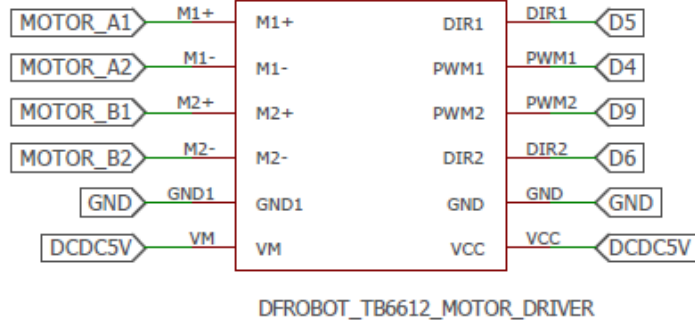 MOTOR_A1 M1+ M1+ DIR1 DIR1 D5
MOTOR_A2 M1- M1- PWM1 PWM1 D4
MOTOR_B1 M2+ M2+ PWM2 PWM2 D9
MOTOR_B2 M2- M2- DIR2 DIR2 D6
GND GND1 GND1 GND GND GND
DCDC5V VM VM VCC VCC DCDC5V
DFROBOT_TB6612_MOTOR_DRIVER